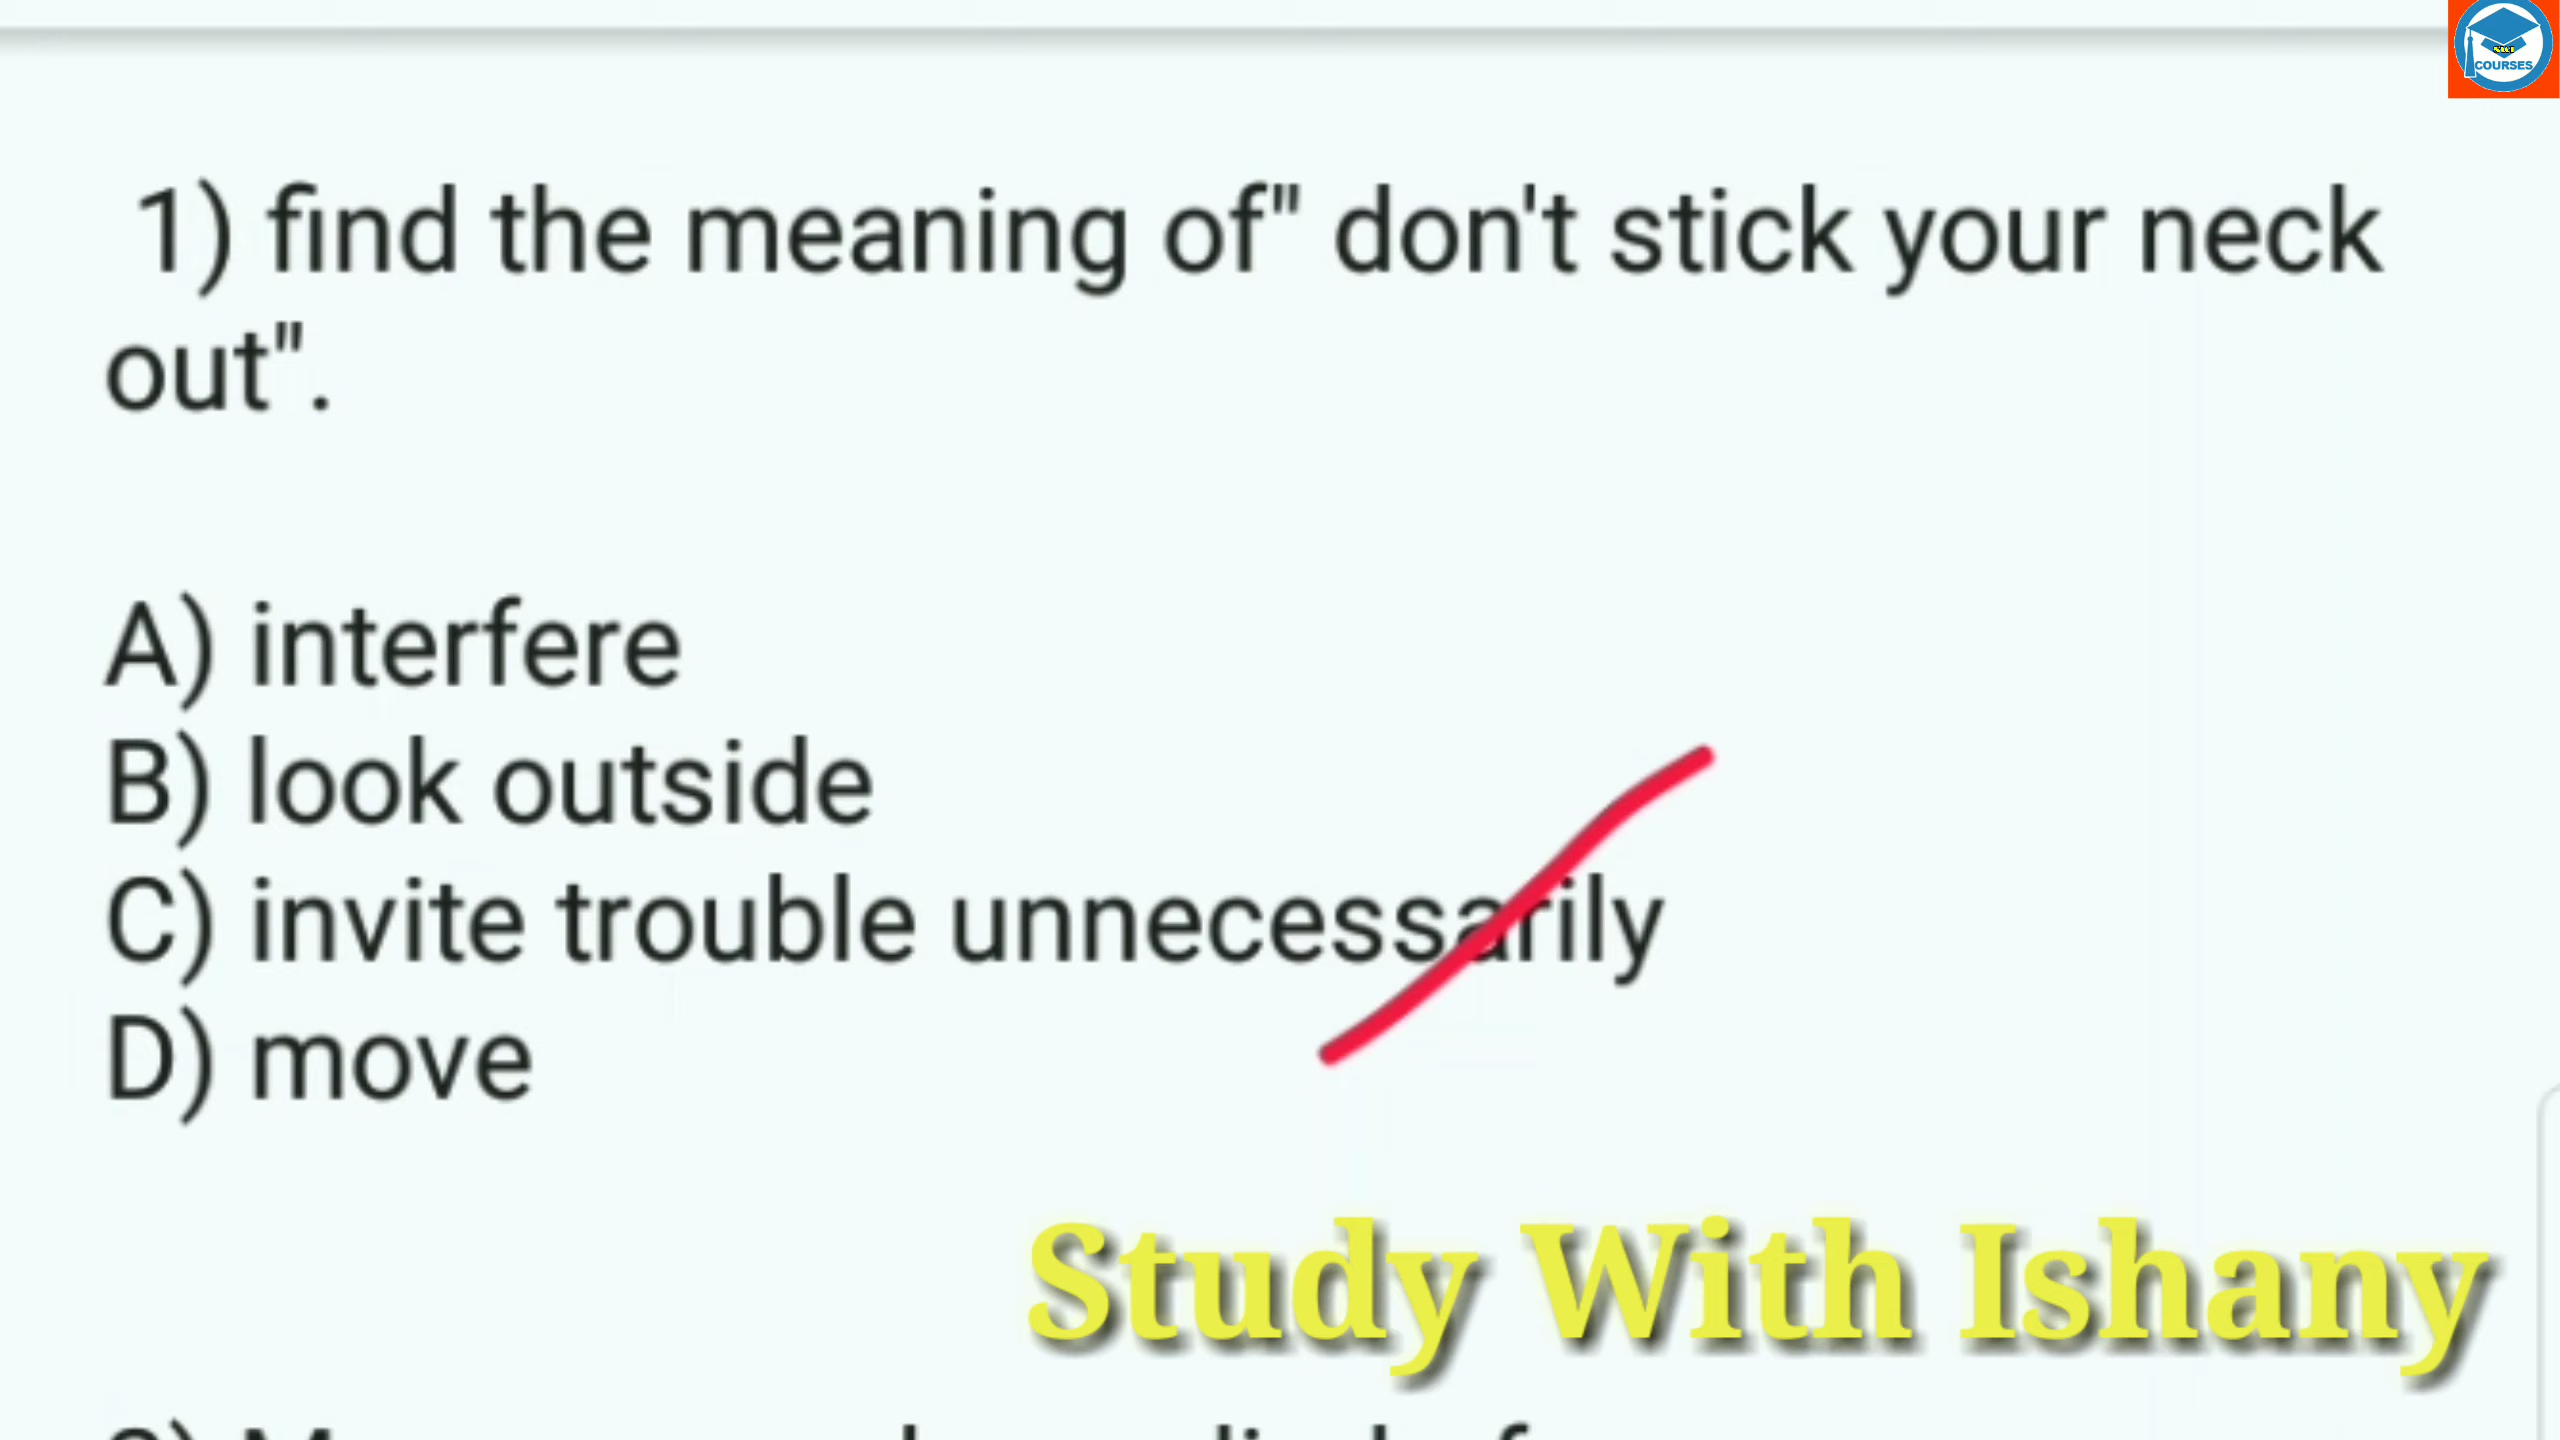 COURSES
1) find the meaning of" don't stick your neck
out".
A) interfere
B) look outside
C) invite trouble unnecessarily
D) move
Study With Ishany